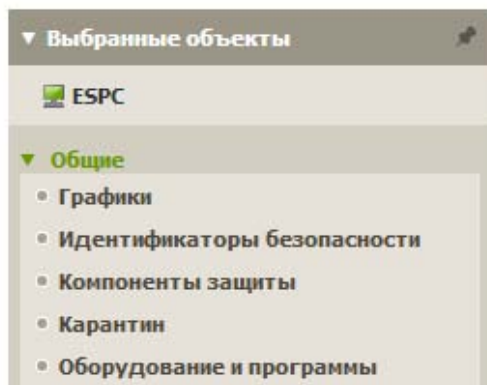 Выбранные объекты
ESPC
Общие
Графики
Идентификаторы безопасности
Компоненты защиты
Карантин
Оборудование и программы